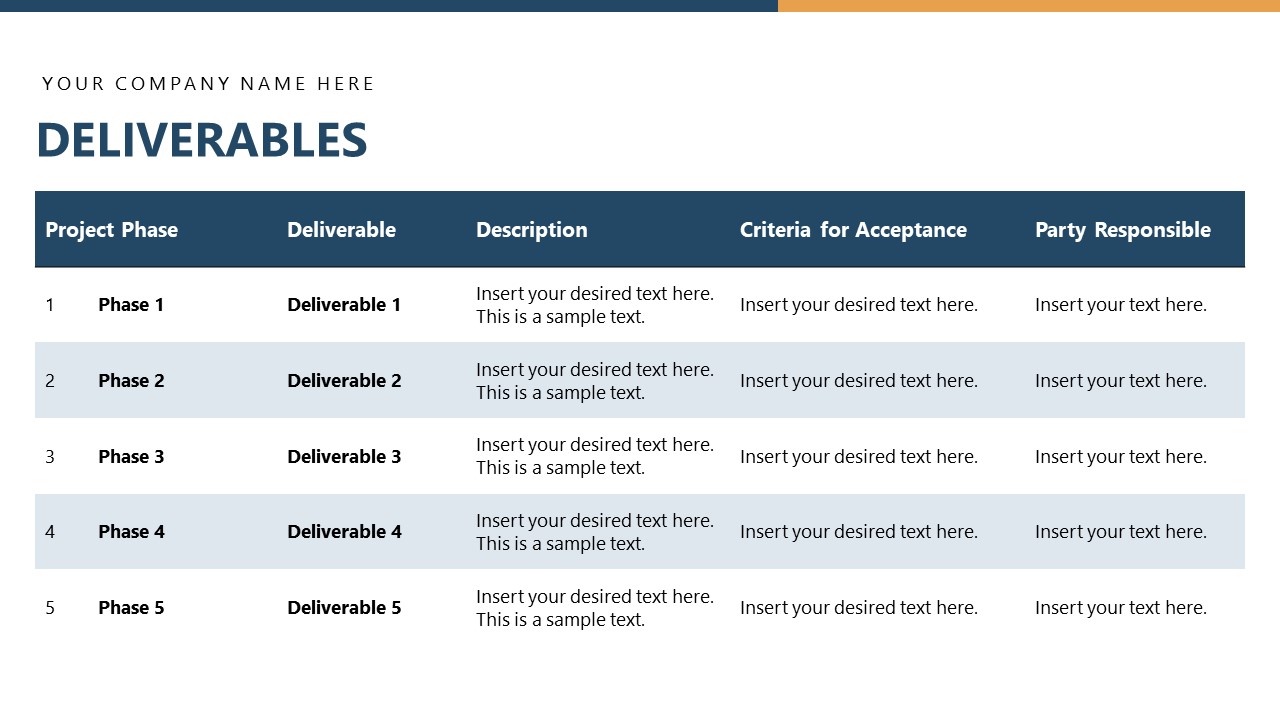 YOUR COMPANY NAME HERE
DELIVERABLES
Project Phase Deliverable Description Criteria for Acceptance Party Responsible
1 Phase 1 Deliverable 1 Insert your desired text here. This is a sample text. Insert your desired text here. Insert your text here.
2 Phase 2 Deliverable 2 Insert your desired text here. This is a sample text. Insert your desired text here. Insert your text here.
3 Phase 3 Deliverable 3 Insert your desired text here. This is a sample text. Insert your desired text here. Insert your text here.
4 Phase 4 Deliverable 4 Insert your desired text here. This is a sample text. Insert your desired text here. Insert your text here.
5 Phase 5 Deliverable 5 Insert your desired text here. This is a sample text. Insert your desired text here. Insert your text here.